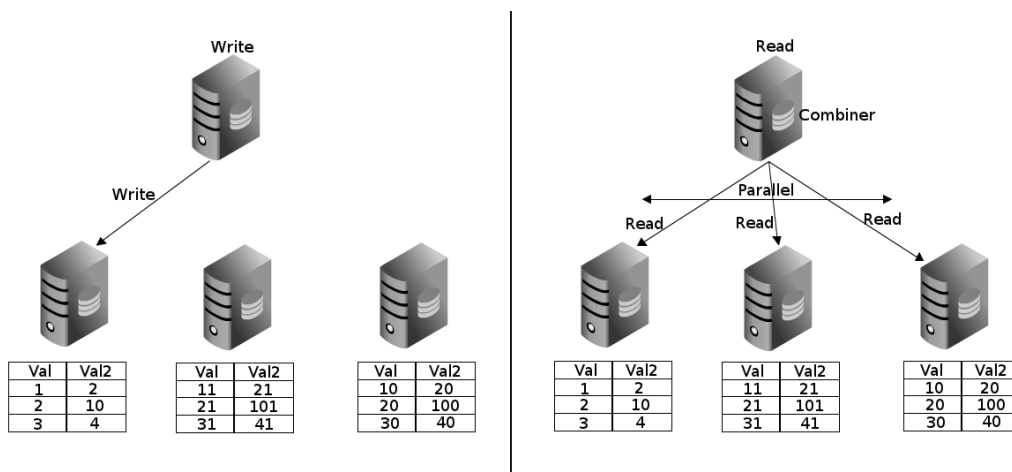 Write
Write
Val Val2
1 2
2 10
3 4
Val Val2
11 21
21 101
31 41
Val Val2
10 20
20 100
30 40
Read
Combiner
Parallel
Read
Read
Read
Val Val2
1 2
2 10
3 4
Val Val2
11 21
21 101
31 41
Val Val2
10 20
20 100
30 40